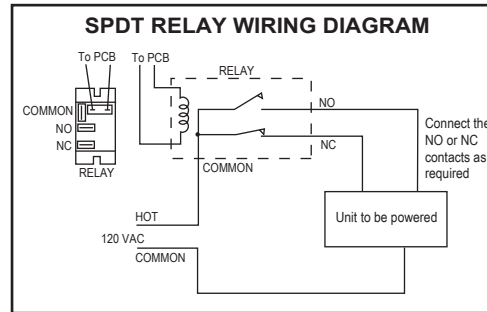 SPDT RELAY WIRING DIAGRAM
To PCB
To PCB
RELAY
COMMON
NO
NC
RELAY
NO
NC
COMMON
Connect the
NO or NC
contacts as
required
HOT
120 VAC
COMMON
Unit to be powered